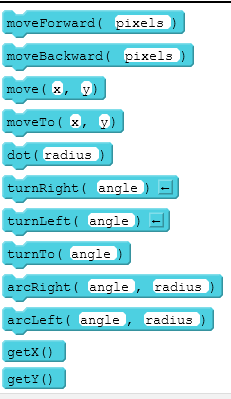 moveForward( pixels )
moveBackward( pixels )
move( x, y)
moveTo( x, y)
dot( radius )
turnRight( angle ) ←
turnLeft( angle ) ←
turnTo( angle )
arcRight( angle , radius )
arcLeft( angle , radius )
getX()
getY()